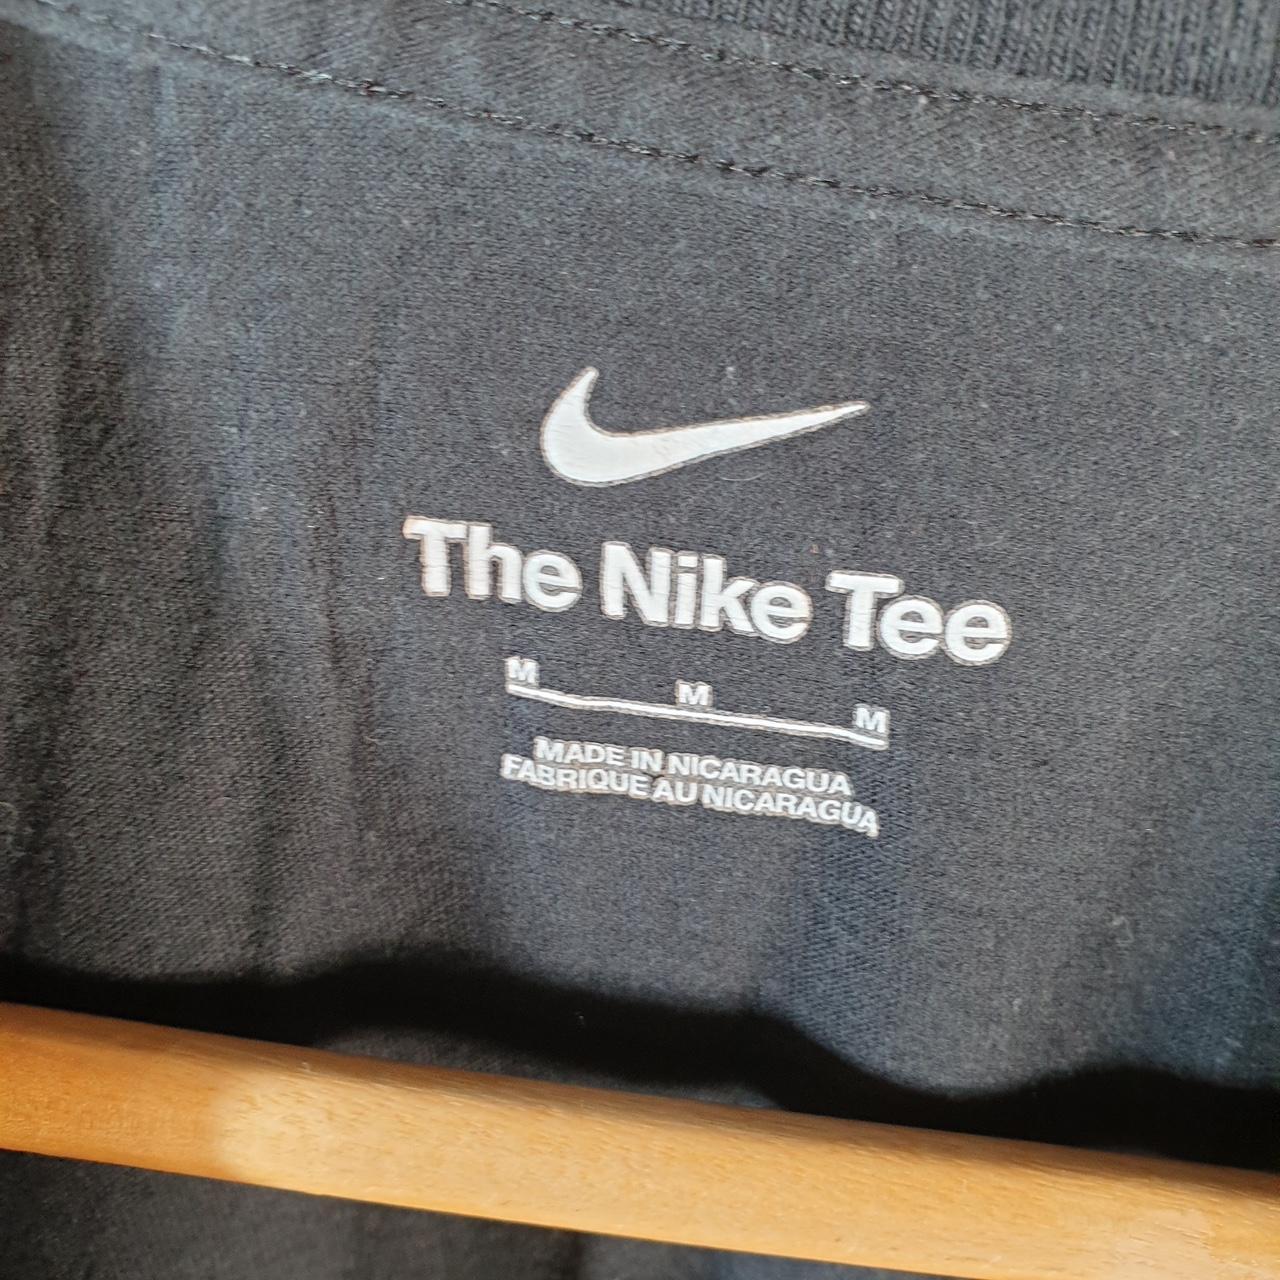 The Nike Tee
M M M
MADE IN NICARAGUA
FABRIQUE AU NICARAGUA